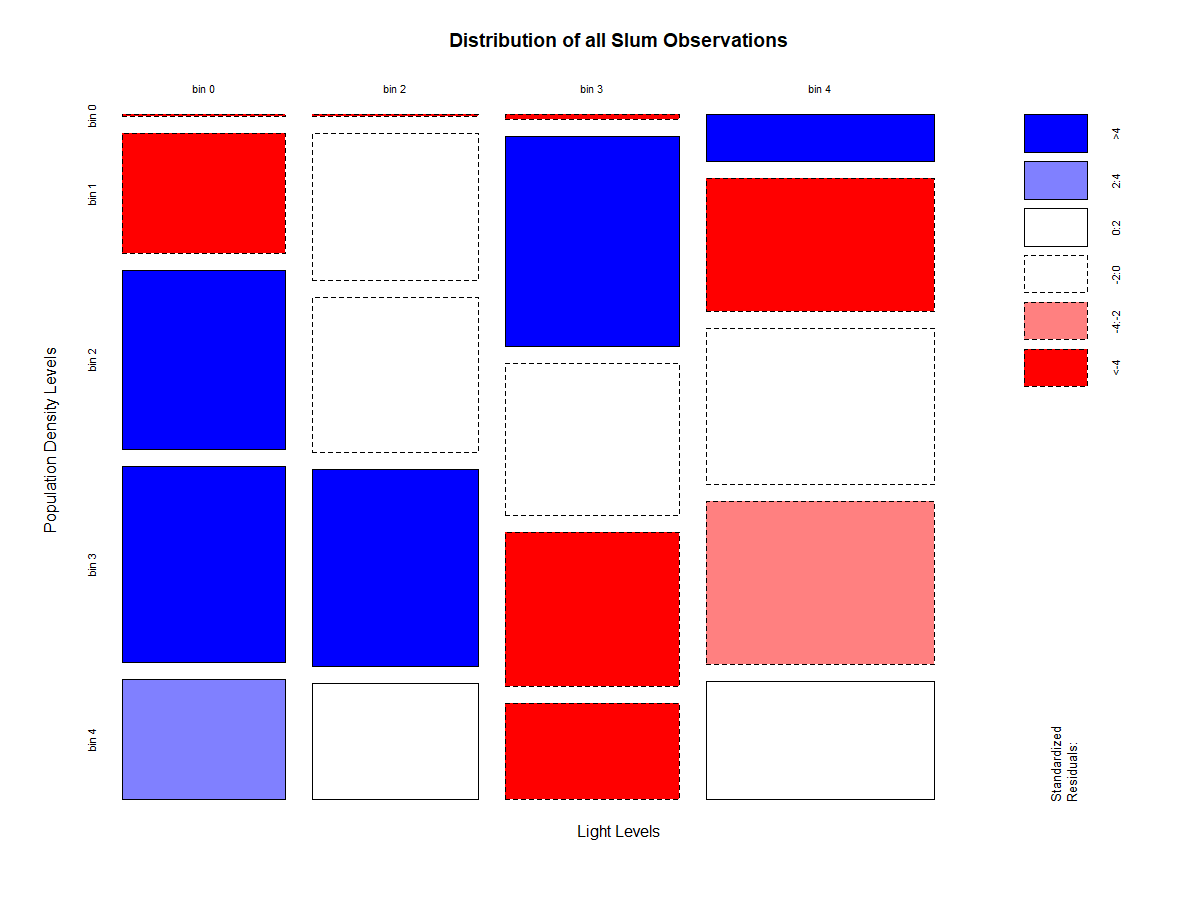 Distribution of all Slum Observations
bin 0
bin 2
bin 3
bin 4
bin 0
bin 1
bin 2
bin 3
bin 4
Population Density Levels
Light Levels
>4
2:4
0:2
-2:0
-4:-2
<-4
Standardized
Residuals: